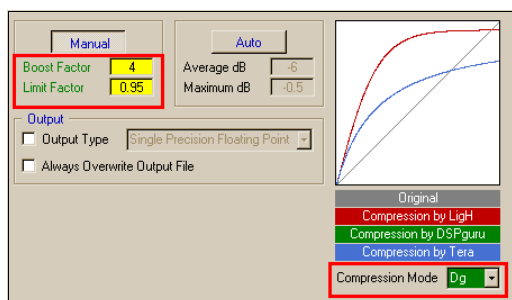 Manual
Boost Factor 4
Limit Factor 0.95
Auto
Average dB -6
Maximum dB -0.5
Output
Output Type Single Precision Floating Point
Always Overwrite Output File
Original
Compression by LigH
Compression by DSPguru
Compression by Tera
Compression Mode Dg